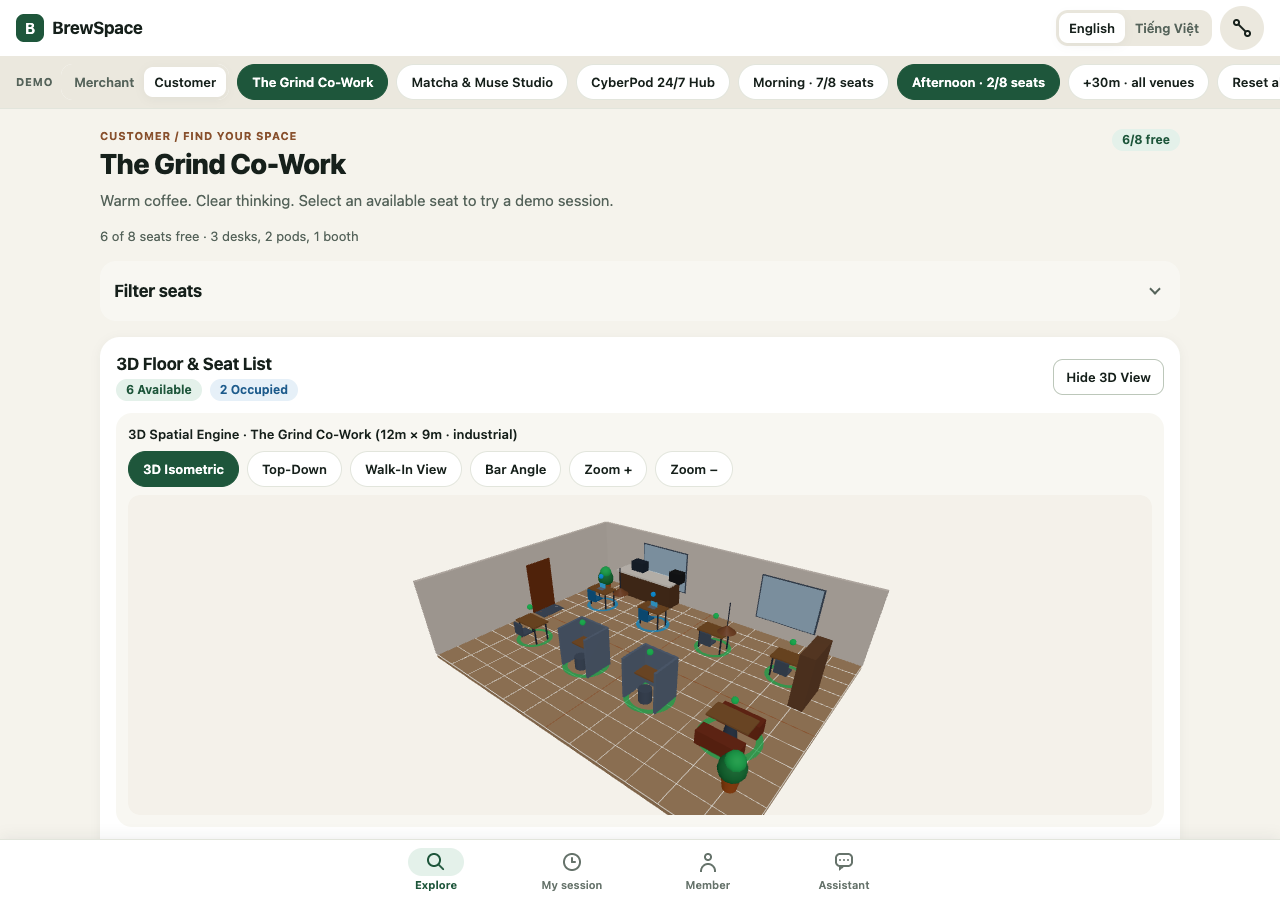 B BrewSpace English Tiếng Việt
DEMO Merchant Customer The Grind Co-Work Matcha & Muse Studio CyberPod 24/7 Hub Morning · 7/8 seats Afternoon · 2/8 seats +30m · all venues Reset a
CUSTOMER / FIND YOUR SPACE
6/8 free
The Grind Co-Work
Warm coffee. Clear thinking. Select an available seat to try a demo session.
6 of 8 seats free · 3 desks, 2 pods, 1 booth
Filter seats
3D Floor & Seat List
6 Available 2 Occupied
Hide 3D View
3D Spatial Engine · The Grind Co-Work (12m × 9m · industrial)
3D Isometric Top-Down Walk-In View Bar Angle Zoom + Zoom −
Explore My session Member Assistant